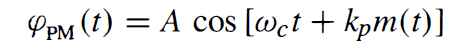 φ_PM(t) = A cos [ω_c t + k_p m(t)]